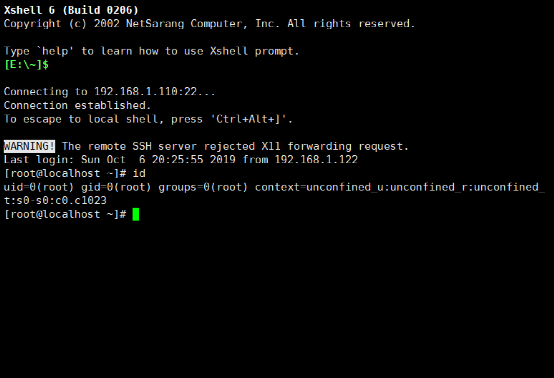 Xshell 6 (Build 0206)
Copyright (c) 2002 NetSarang Computer, Inc. All rights reserved.
Type `help' to learn how to use Xshell prompt.
[E:\~]$
Connecting to 192.168.1.110:22...
Connection established.
To escape to local shell, press 'Ctrl+Alt+]'.
WARNING! The remote SSH server rejected X11 forwarding request.
Last login: Sun Oct  6 20:25:55 2019 from 192.168.1.122
[root@localhost ~]# id
uid=0(root) gid=0(root) groups=0(root) context=unconfined_u:unconfined_r:unconfined_
t:s0-s0:c0.c1023
[root@localhost ~]#